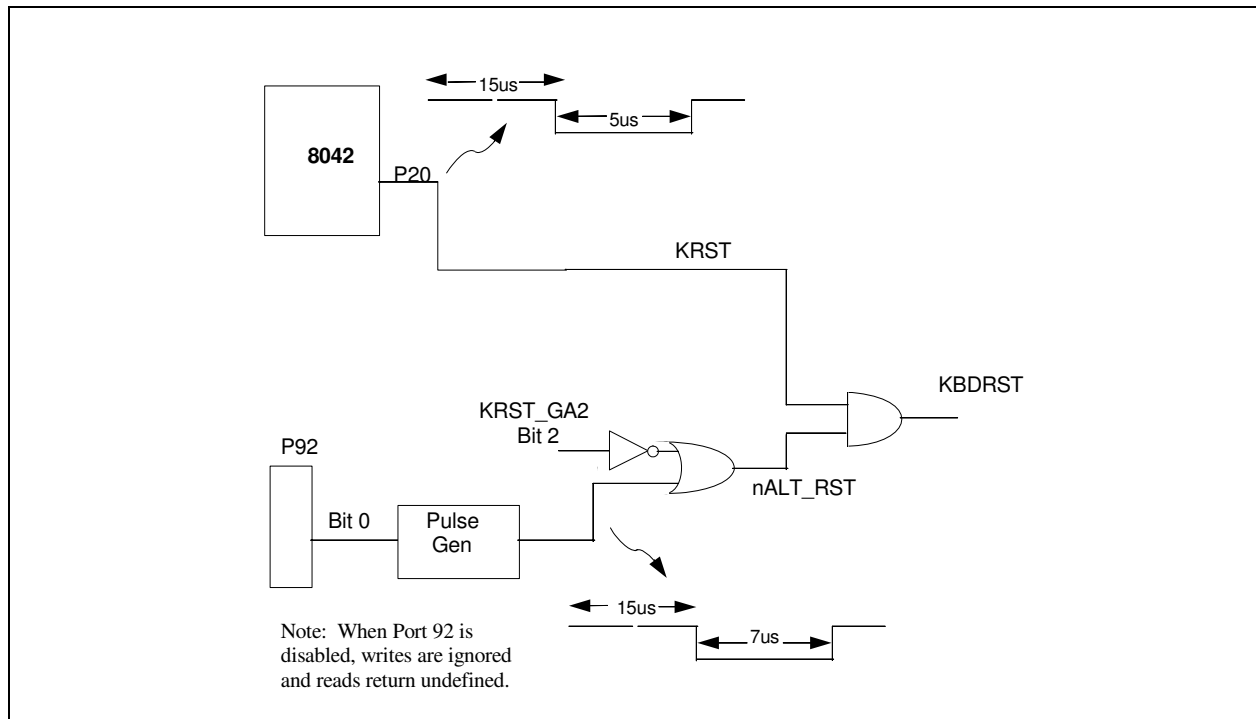 15us
5us
8042
P20
KRST
KBDRST
KRST_GA2
Bit 2
P92
nALT_RST
Bit 0
Pulse
Gen
15us
7us
Note: When Port 92 is
disabled, writes are ignored
and reads return undefined.